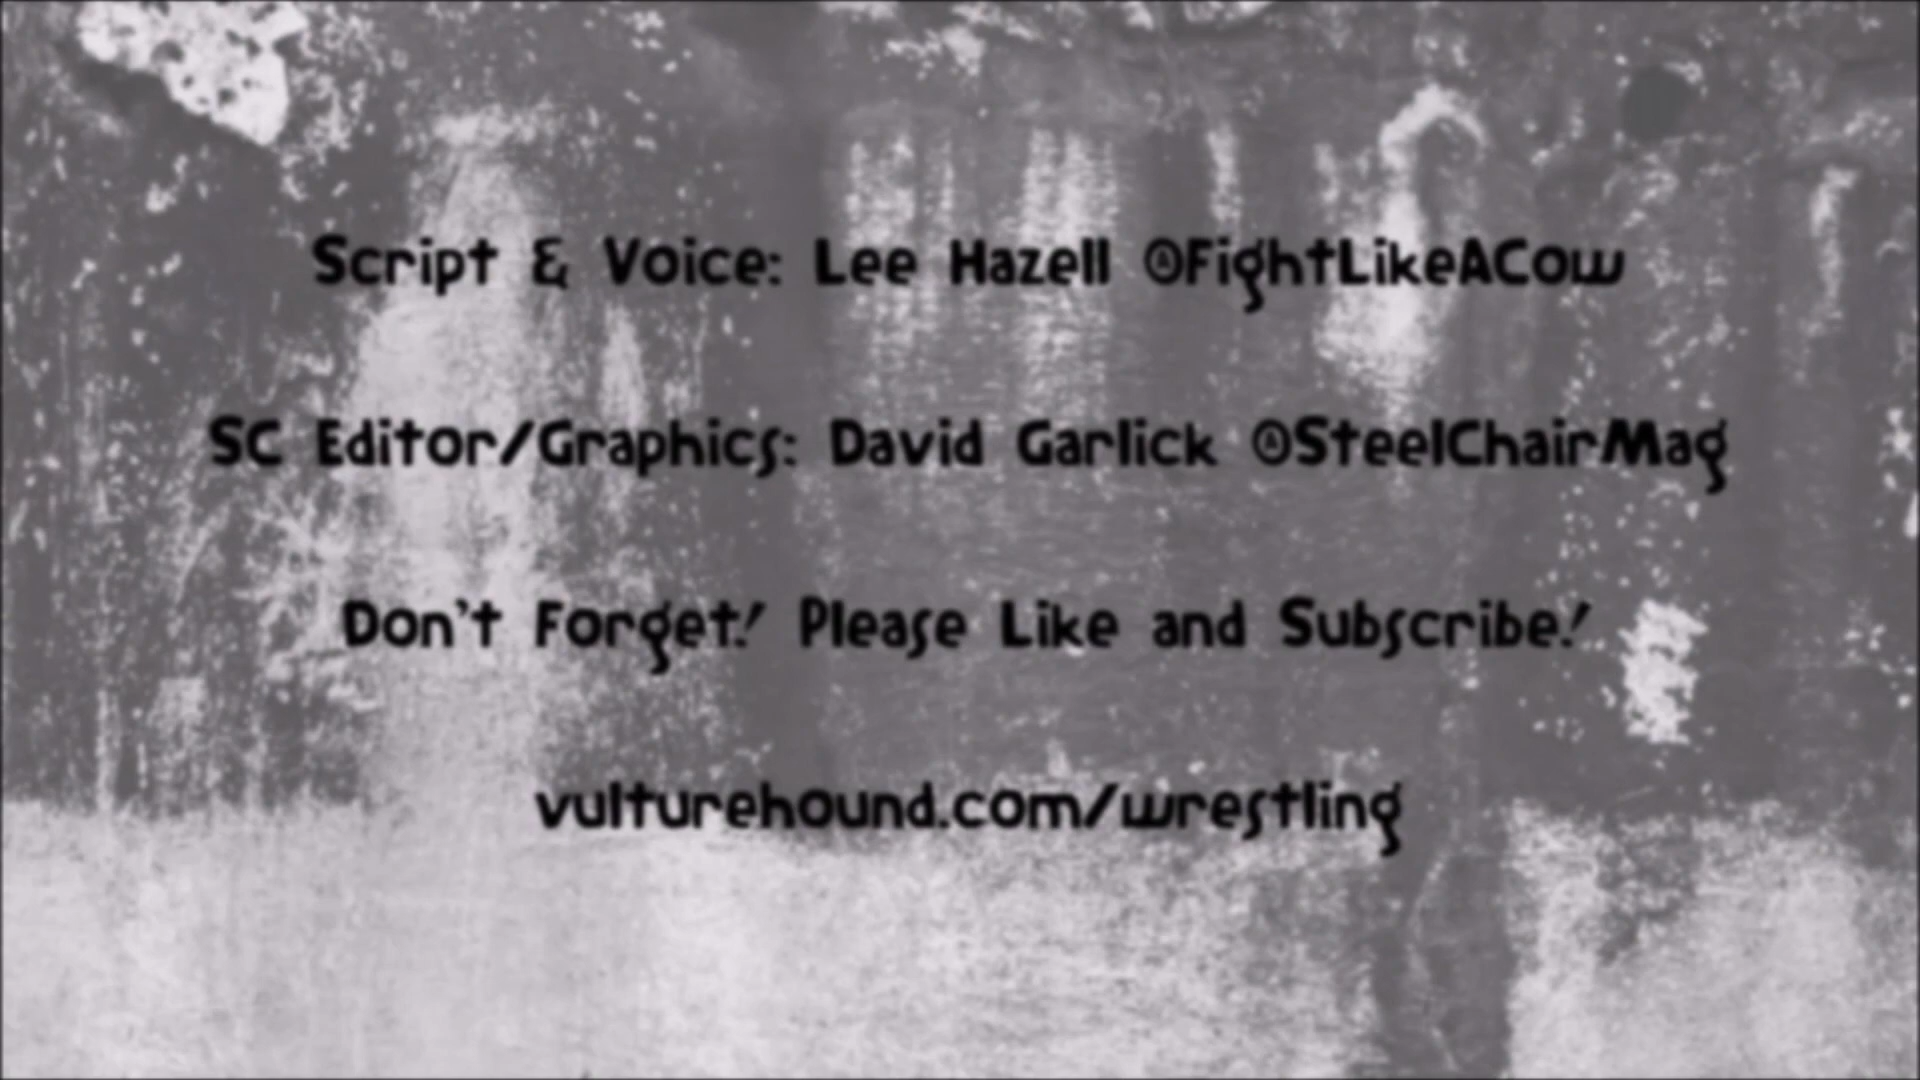 Script & Voice: Lee Hazell @FightLikeACow
SC Editor/Graphics: David Garlick @SteelChairMag
Don't Forget! Please Like and Subscribe!
vulturehound.com/wrestling